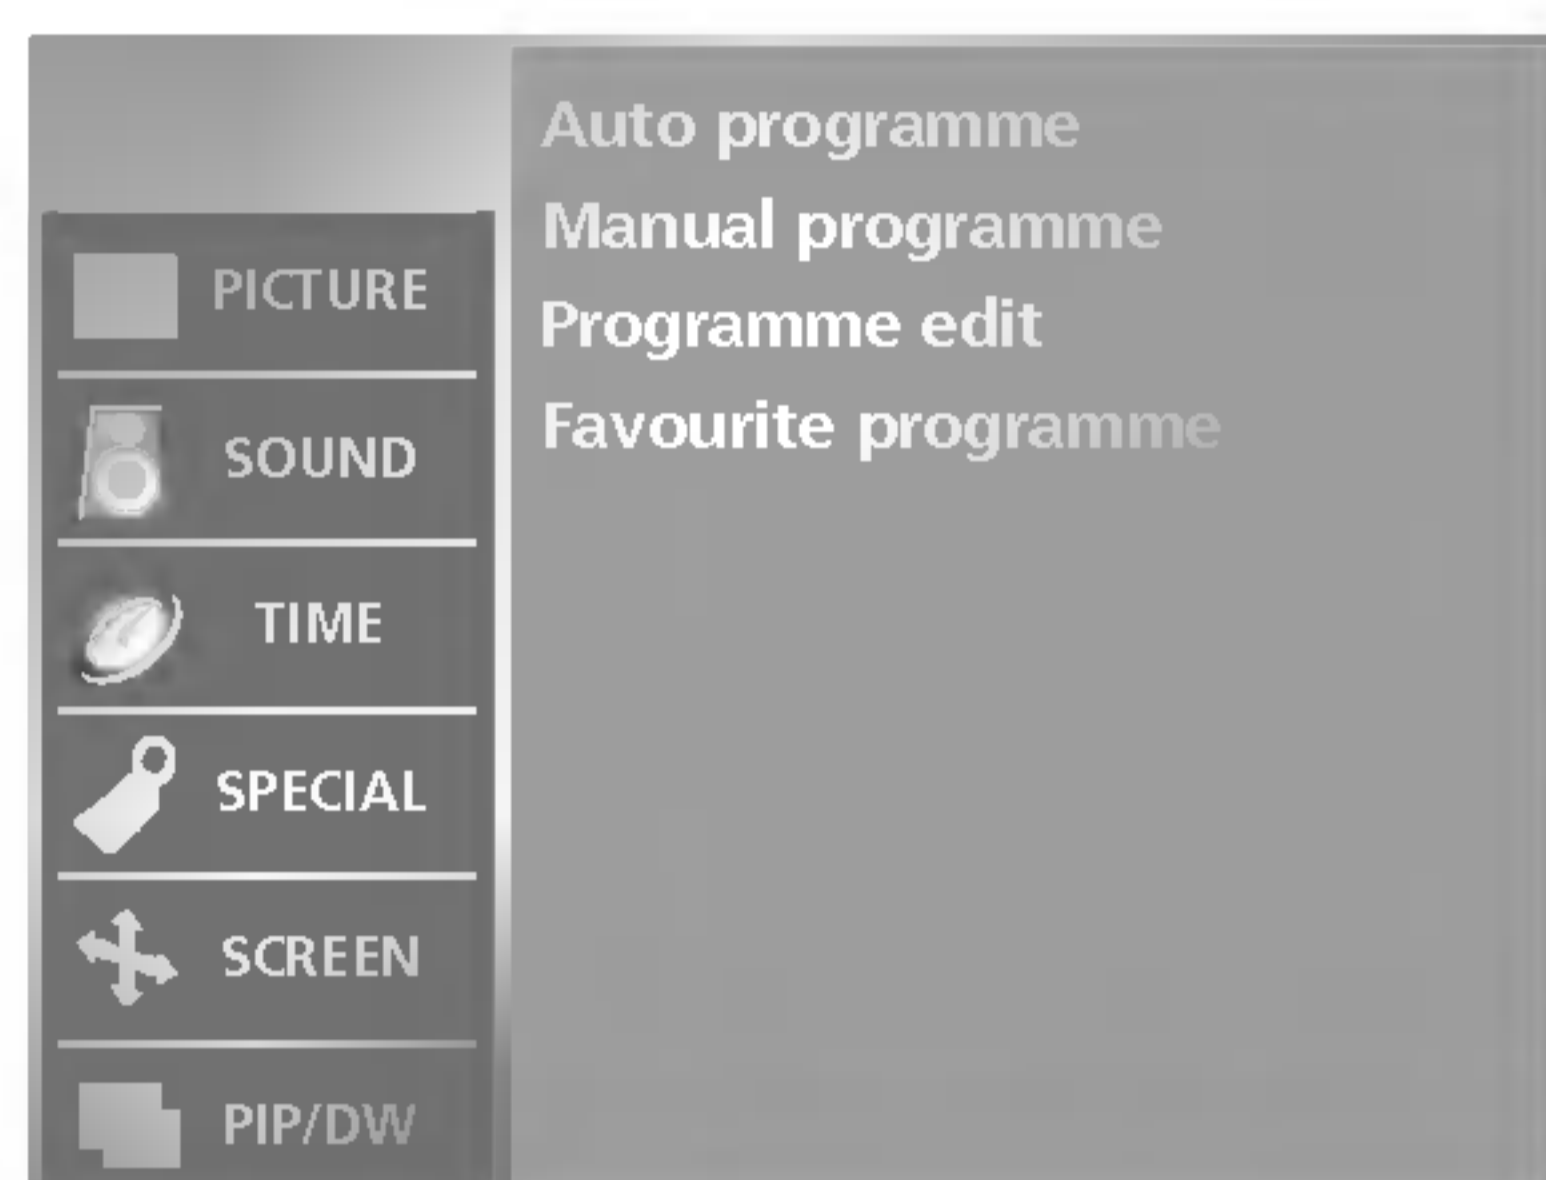 Auto programme
Manual programme
Programme edit
Favourite programme
PICTURE
SOUND
TIME
SPECIAL
SCREEN
PIP/DW